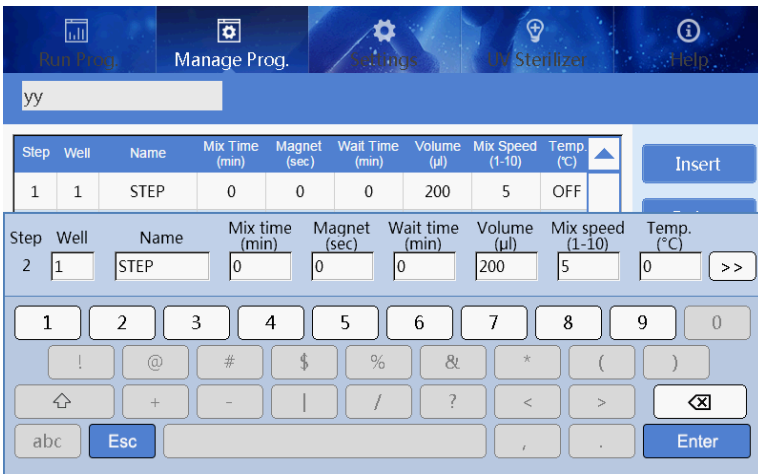 Run Prog.
Manage Prog.
Settings
UV Sterilizer
Help
yy
Step Well Name Mix Time (min) Magnet (sec) Wait Time (min) Volume (µl) Mix Speed (1-10) Temp. (℃)
1 1 STEP 0 0 0 200 5 OFF
Insert
Step Well Name Mix time (min) Magnet (sec) Wait time (min) Volume (µl) Mix speed (1-10) Temp. (°C)
2 1 STEP 0 0 0 200 5 0 >>
1 2 3 4 5 6 7 8 9 0
! @ # $ % & * ( )
+ - | / ? < >
abc Esc , . Enter